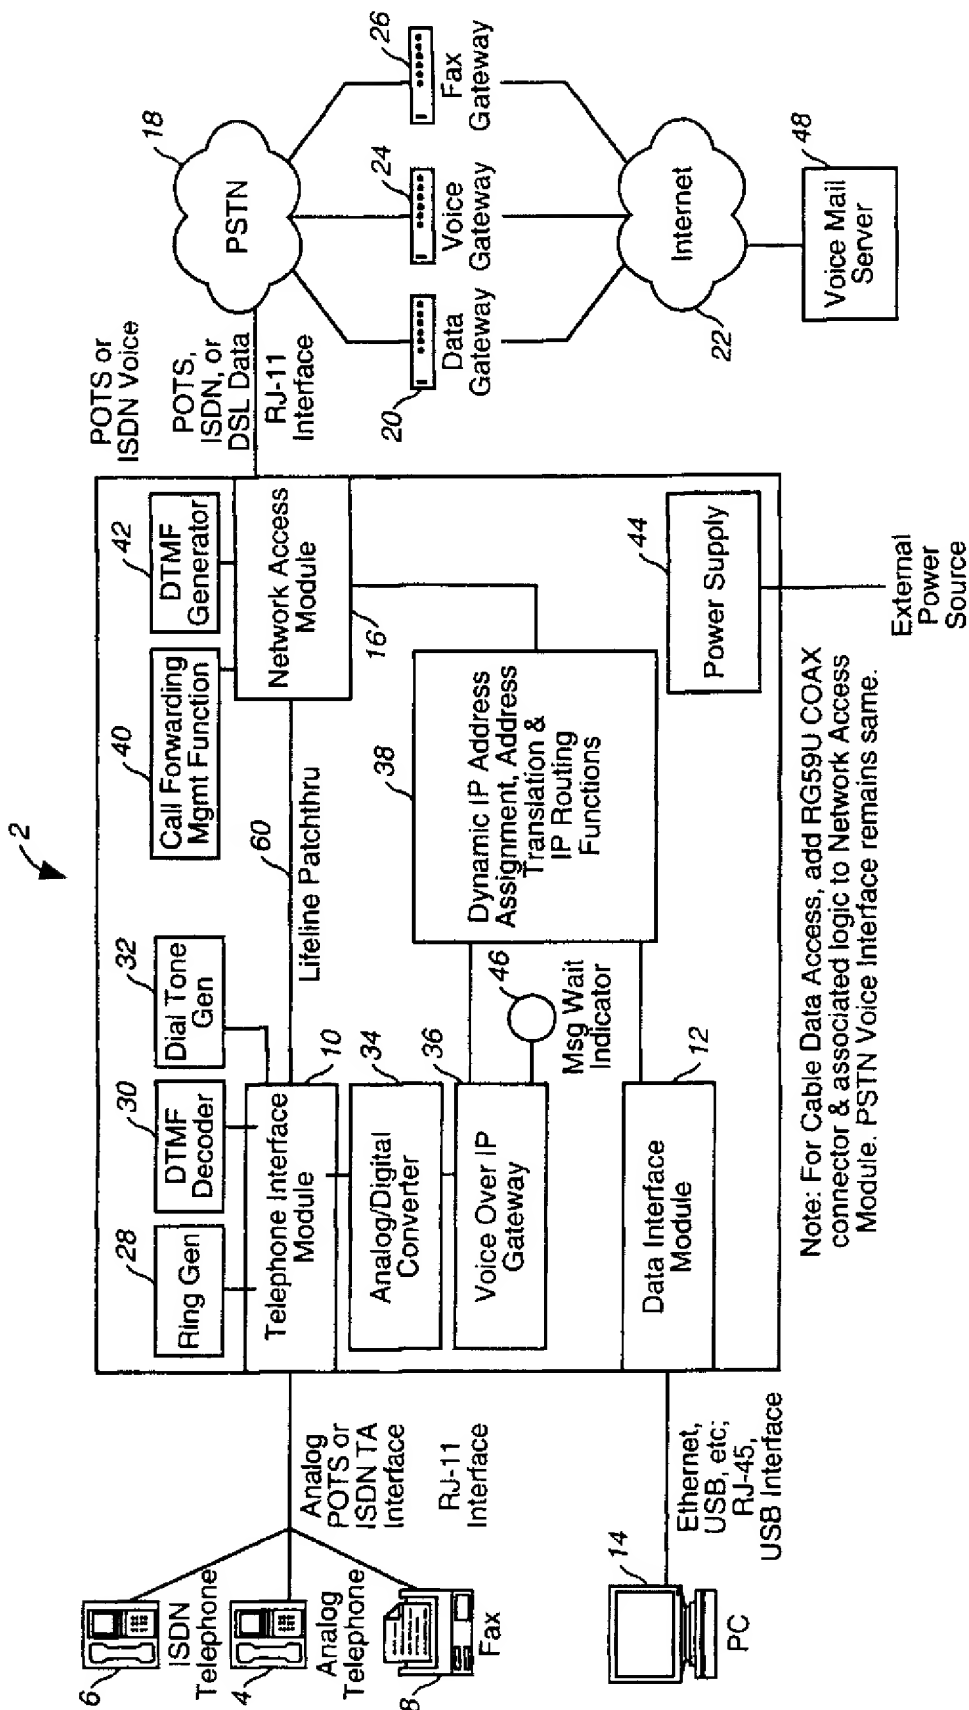 2
6
ISDN
Telephone
4
Analog
Telephone
8
Fax
14
PC
Analog
POTS or
ISDN TA
Interface
RJ-11
Interface
Ethernet,
USB, etc;
RJ-45,
USB Interface
28
Ring Gen
30
DTMF
Decoder
32
Dial Tone
Gen
10
Telephone Interface
Module
34
Analog/Digital
Converter
36
Voice Over IP
Gateway
46
Msg Wait
Indicator
12
Data Interface
Module
60
Lifeline Patchthru
40
Call Forwarding
Mgmt Function
42
DTMF
Generator
Network Access
Module
16
38
Dynamic IP Address
Assignment, Address
Translation &
IP Routing
Functions
44
Power Supply
External
Power
Source
POTS or
ISDN Voice
POTS,
ISDN, or
DSL Data
RJ-11
Interface
18
PSTN
20
Data
Gateway
24
Voice
Gateway
26
Fax
Gateway
Internet
22
48
Voice Mail
Server
Note: For Cable Data Access, add RG59U COAX
connector & associated logic to Network Access
Module. PSTN Voice Interface remains same.